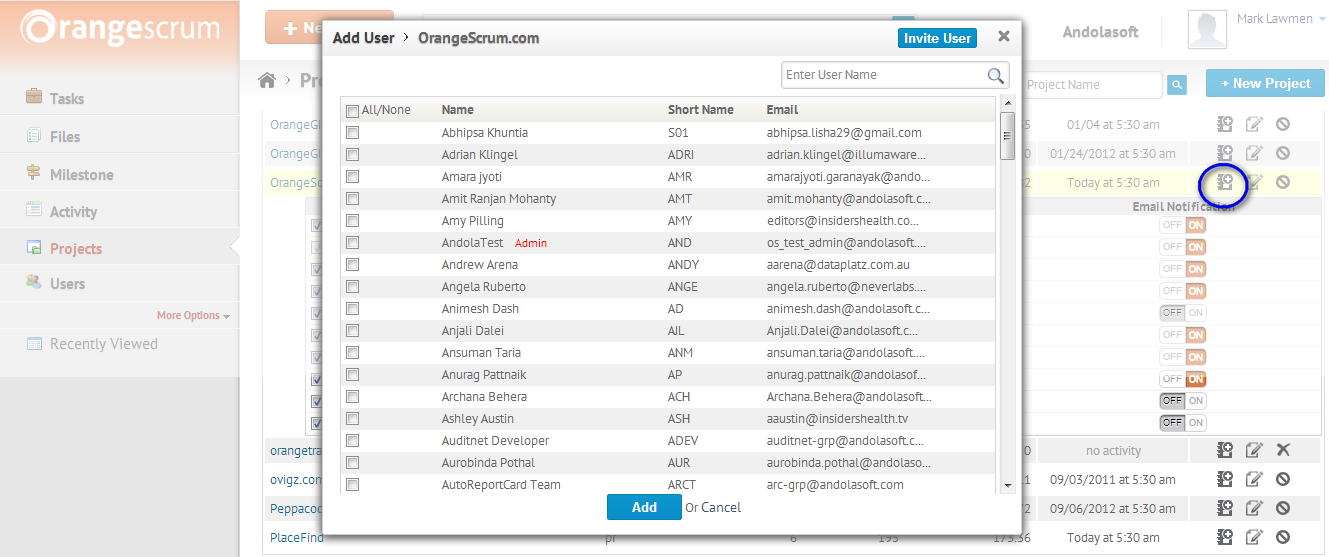 Orangescrum
Andolasoft
Mark Lawmen
Tasks
Files
Milestone
Activity
Projects
Users
More Options
Recently Viewed
Add User > OrangeScrum.com
Invite User
Enter User Name
Project Name
+ New Project
All/None Name Short Name Email
Abhipsa Khuntia S01 abhipsa.lisha29@gmail.com
Adrian Klingel ADRI adrian.klingel@illumaware...
Amara jyoti AMR amarajyoti.garanayak@ando...
Amit Ranjan Mohanty AMT amit.mohanty@andolasoft.c...
Amy Pilling AMY editors@insidershealth.co...
AndolaTest Admin AND os_test_admin@andolasoft....
Andrew Arena ANDY aarena@dataplatz.com.au
Angela Ruberto ANGE angela.ruberto@neverlabs....
Animesh Dash AD animesh.dash@andolasoft.c...
Anjali Dalei AJL Anjali.Dalei@andolasoft.c...
Ansuman Taria ANM ansuman.taria@andolasoft....
Anurag Pattnaik AP anurag.pattnaik@andolasof...
Archana Behera ACH Archana.Behera@andolasoft...
Ashley Austin ASH aaustin@insidershealth.tv
Auditnet Developer ADEV auditnet-grp@andolasoft.c...
Aurobinda Pothal AUR aurobinda.pothal@andolaso...
AutoReportCard Team ARCT arc-grp@andolasoft.com
Add Or Cancel
01/04 at 5:30 am
01/24/2012 at 5:30 am
Today at 5:30 am
Email Notification
OFF ON
OFF ON
OFF ON
OFF ON
OFF ON
OFF ON
OFF ON
OFF ON
OFF ON
OFF ON
no activity
ovigz.com 09/03/2011 at 5:30 am
09/06/2012 at 5:30 am
PlaceFind pf 6 195 173.36 Today at 5:30 am